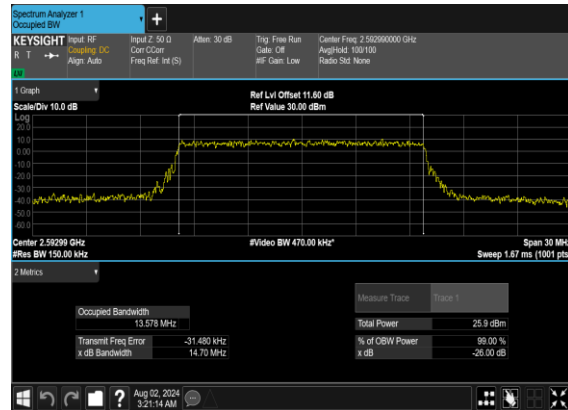 Spectrum Analyzer 1
Occupied BW
+
KEYSIGHT Input: RF Input Z: 50 Ω Atten: 30 dB Trig: Free Run Center Freq: 2.592990000 GHz
R T Coupling: DC Corr CCorr Gate: Off Avg|Hold: 100/100
Align: Auto Freq Ref: Int (S) #IF Gain: Low Radio Std: None
LW
1 Graph
Ref Lvl Offset 11.60 dB
Scale/Div 10.0 dB Ref Value 30.00 dBm
Log
20.0
10.0
0.00
-10.0
-20.0
-30.0
-40.0
-50.0
-60.0
Center 2.59299 GHz #Video BW 470.00 kHz* Span 30 MHz
#Res BW 150.00 kHz Sweep 1.67 ms (1001 pts
2 Metrics
Measure Trace Trace 1
Occupied Bandwidth
13.578 MHz
Total Power 25.9 dBm
Transmit Freq Error -31.480 kHz % of OBW Power 99.00 %
x dB Bandwidth 14.70 MHz x dB -26.00 dB
? Aug 02, 2024
3:21:14 AM